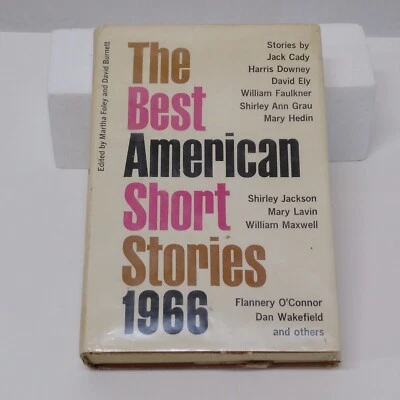 The
Best
American
Short
Stories
1966
Edited by Martha Foley and David Burnett
Stories by
Jack Cady
Harris Downey
David Ely
William Faulkner
Shirley Ann Grau
Mary Hedin
Shirley Jackson
Mary Lavin
William Maxwell
Flannery O'Connor
Dan Wakefield
and others